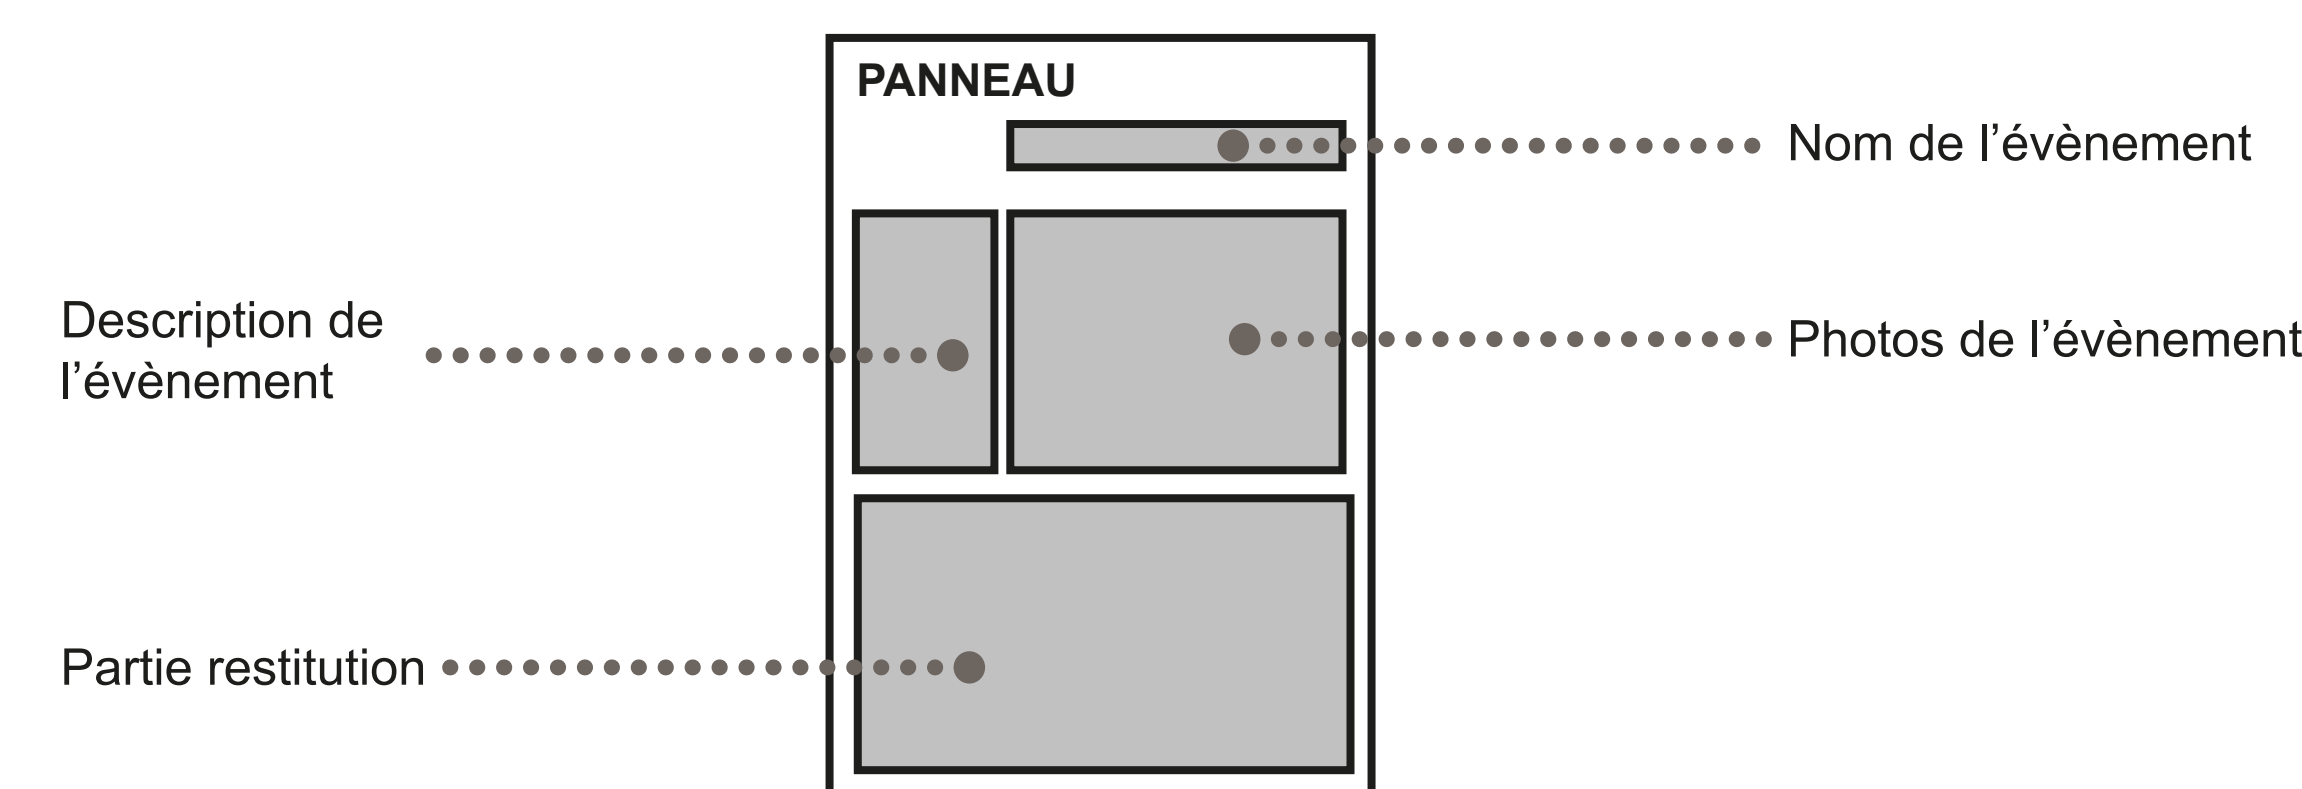 PANNEAU
Nom de l’évènement
Description de
l’évènement
Photos de l’évènement
Partie restitution